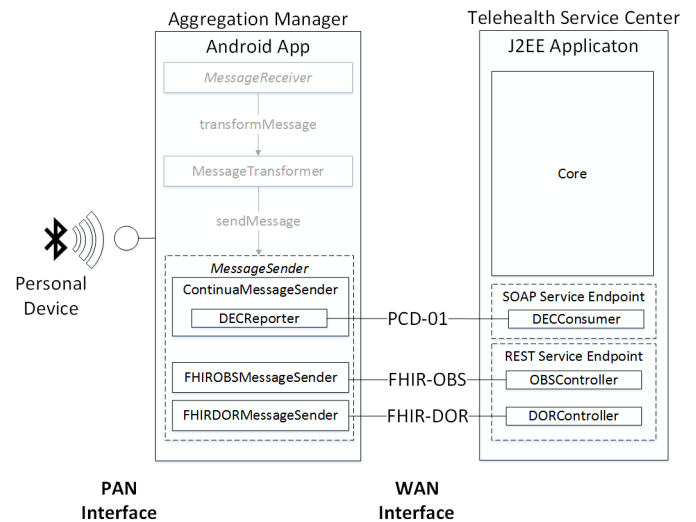 Aggregation Manager
Android App
MessageReceiver
transformMessage
MessageTransformer
sendMessage
Personal
Device
MessageSender
ContinuaMessageSender
DECReporter
FHIROBSMessageSender
FHIRDORMessageSender
PCD-01
FHIR-OBS
FHIR-DOR
Telehealth Service Center
J2EE Applicaton
Core
SOAP Service Endpoint
DECConsumer
REST Service Endpoint
OBSController
DORController
PAN
Interface
WAN
Interface